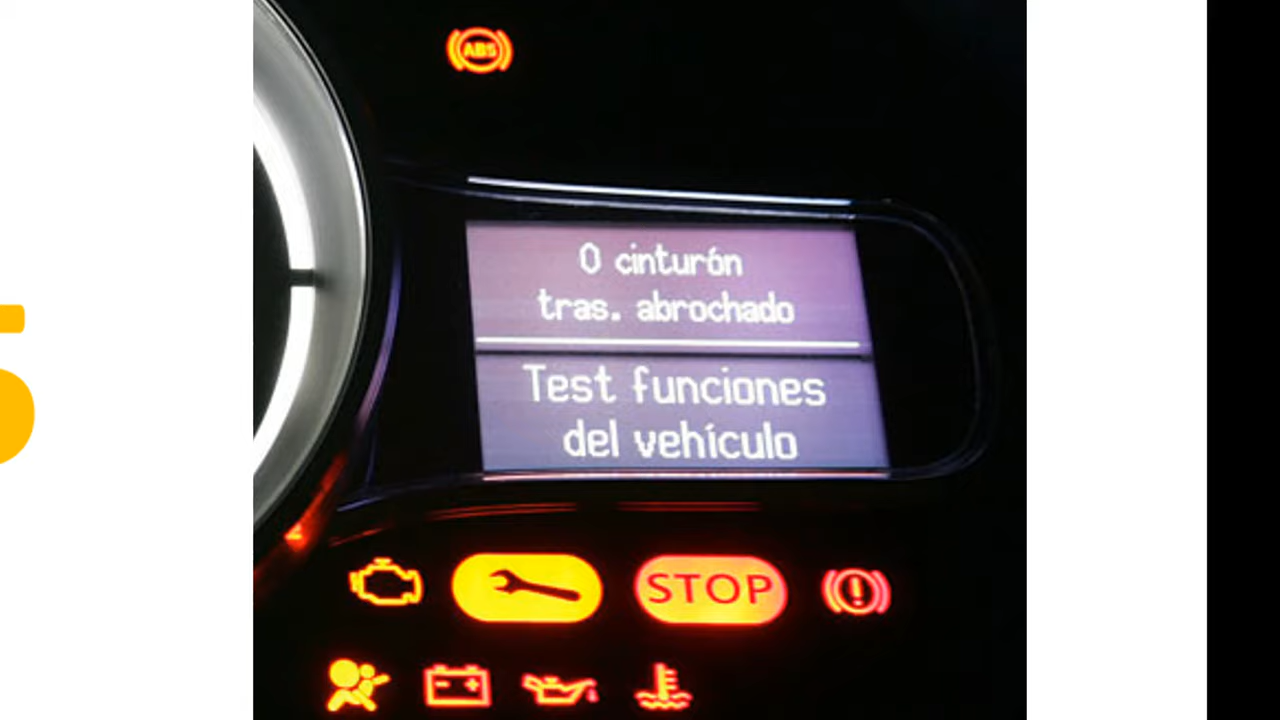 ABS
0 cinturón
tras. abrochado
Test funciones
del vehículo
STOP